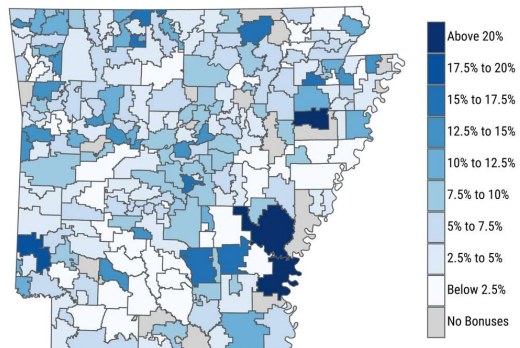 Above 20%
17.5% to 20%
15% to 17.5%
12.5% to 15%
10% to 12.5%
7.5% to 10%
5% to 7.5%
2.5% to 5%
Below 2.5%
No Bonuses